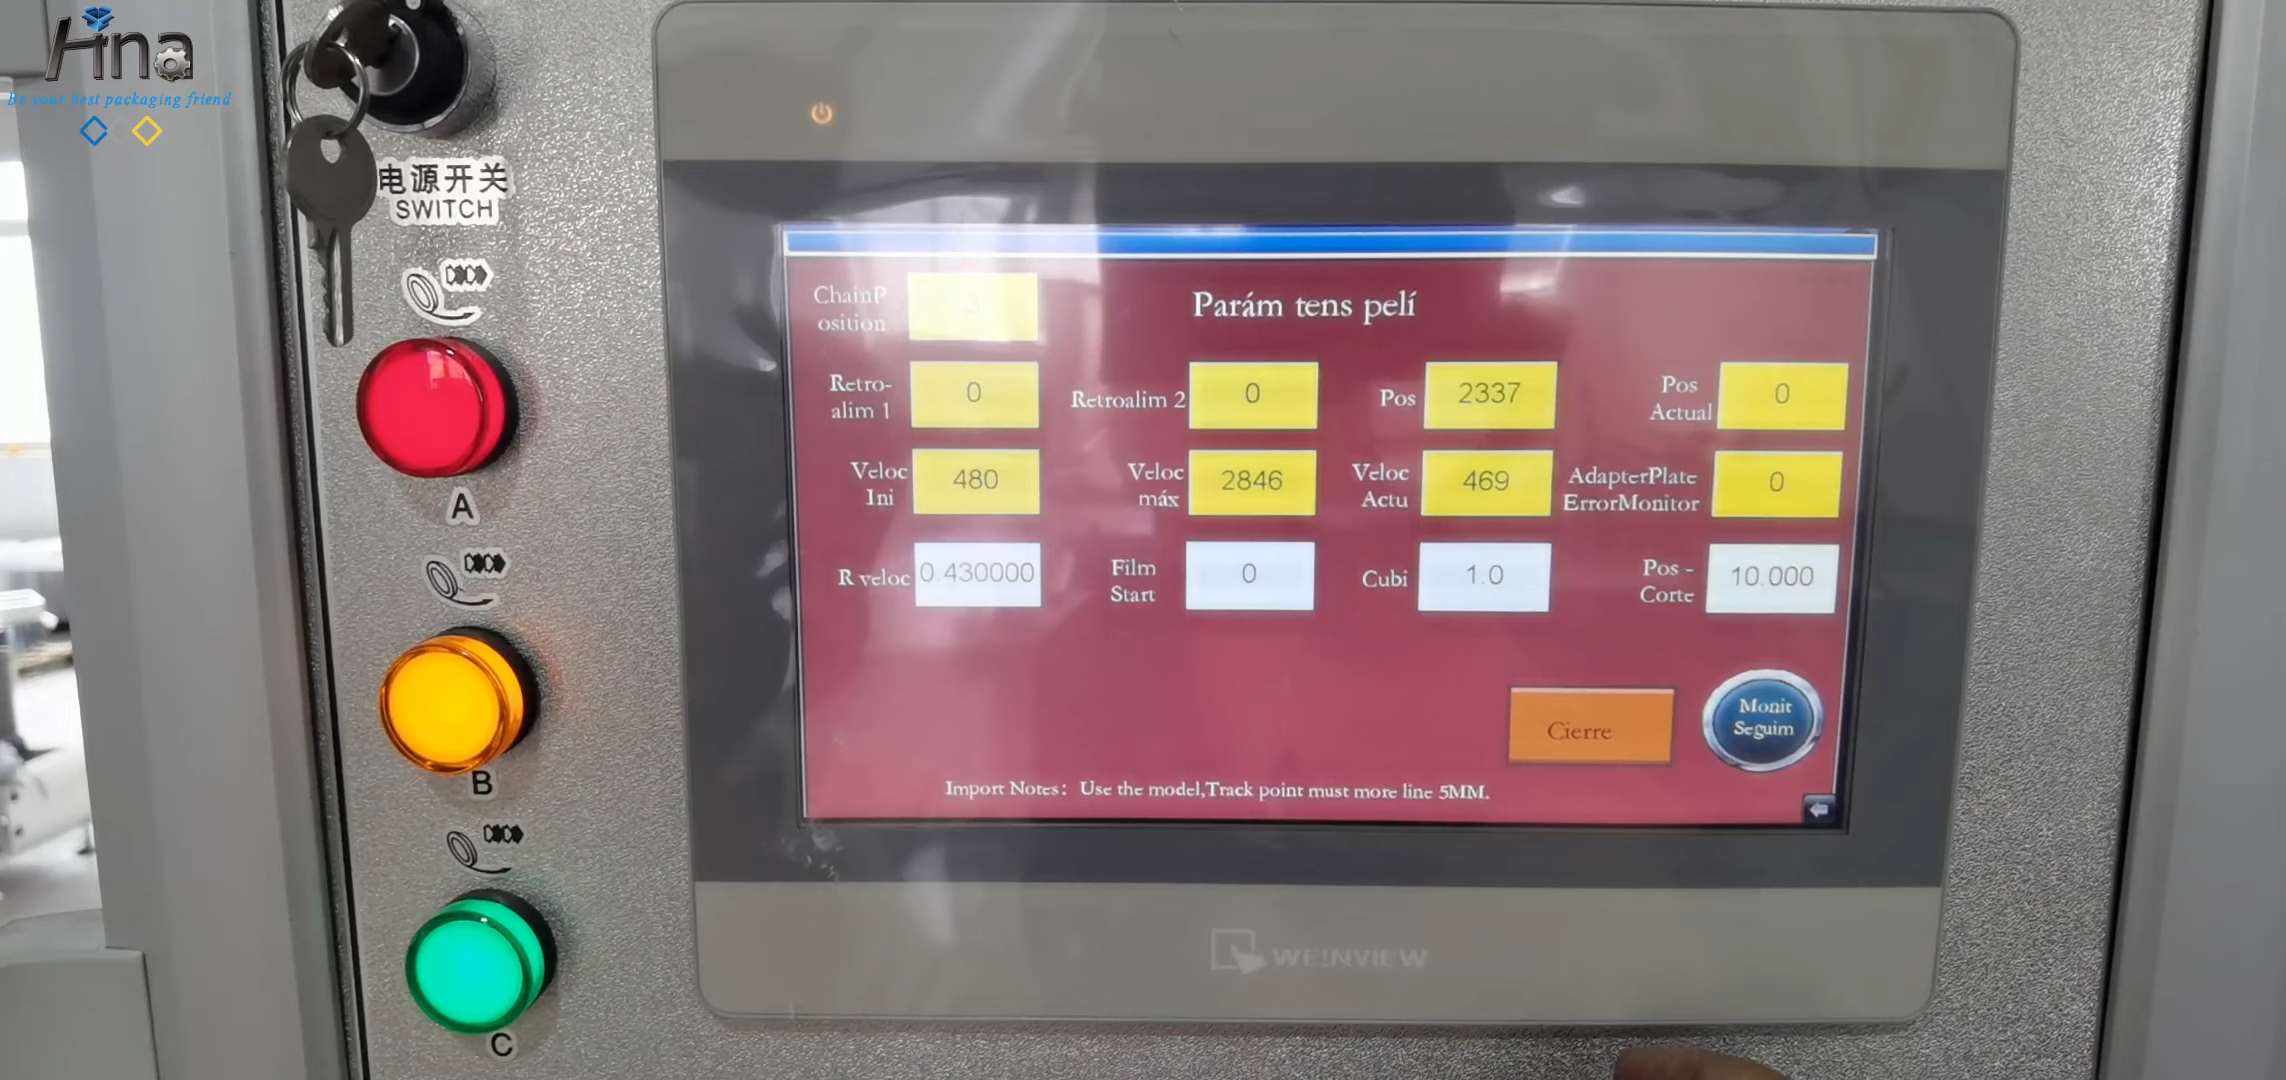 Hina
Be your best packaging friend
电源开关
SWITCH
A
B
C
ChainP
osition
Parám tens pelí
Retro-
alim 1
0
Retroalim 2
0
Pos
2337
Pos
Actual
0
Veloc
Ini
480
Veloc
máx
2846
Veloc
Actu
469
AdapterPlate
ErrorMonitor
0
R veloc
0.430000
Film
Start
0
Cubi
1.0
Pos -
Corte
10.000
Cierre
Monit
Seguim
Import Notes: Use the model,Track point must more line 5MM.
WEINVIEW